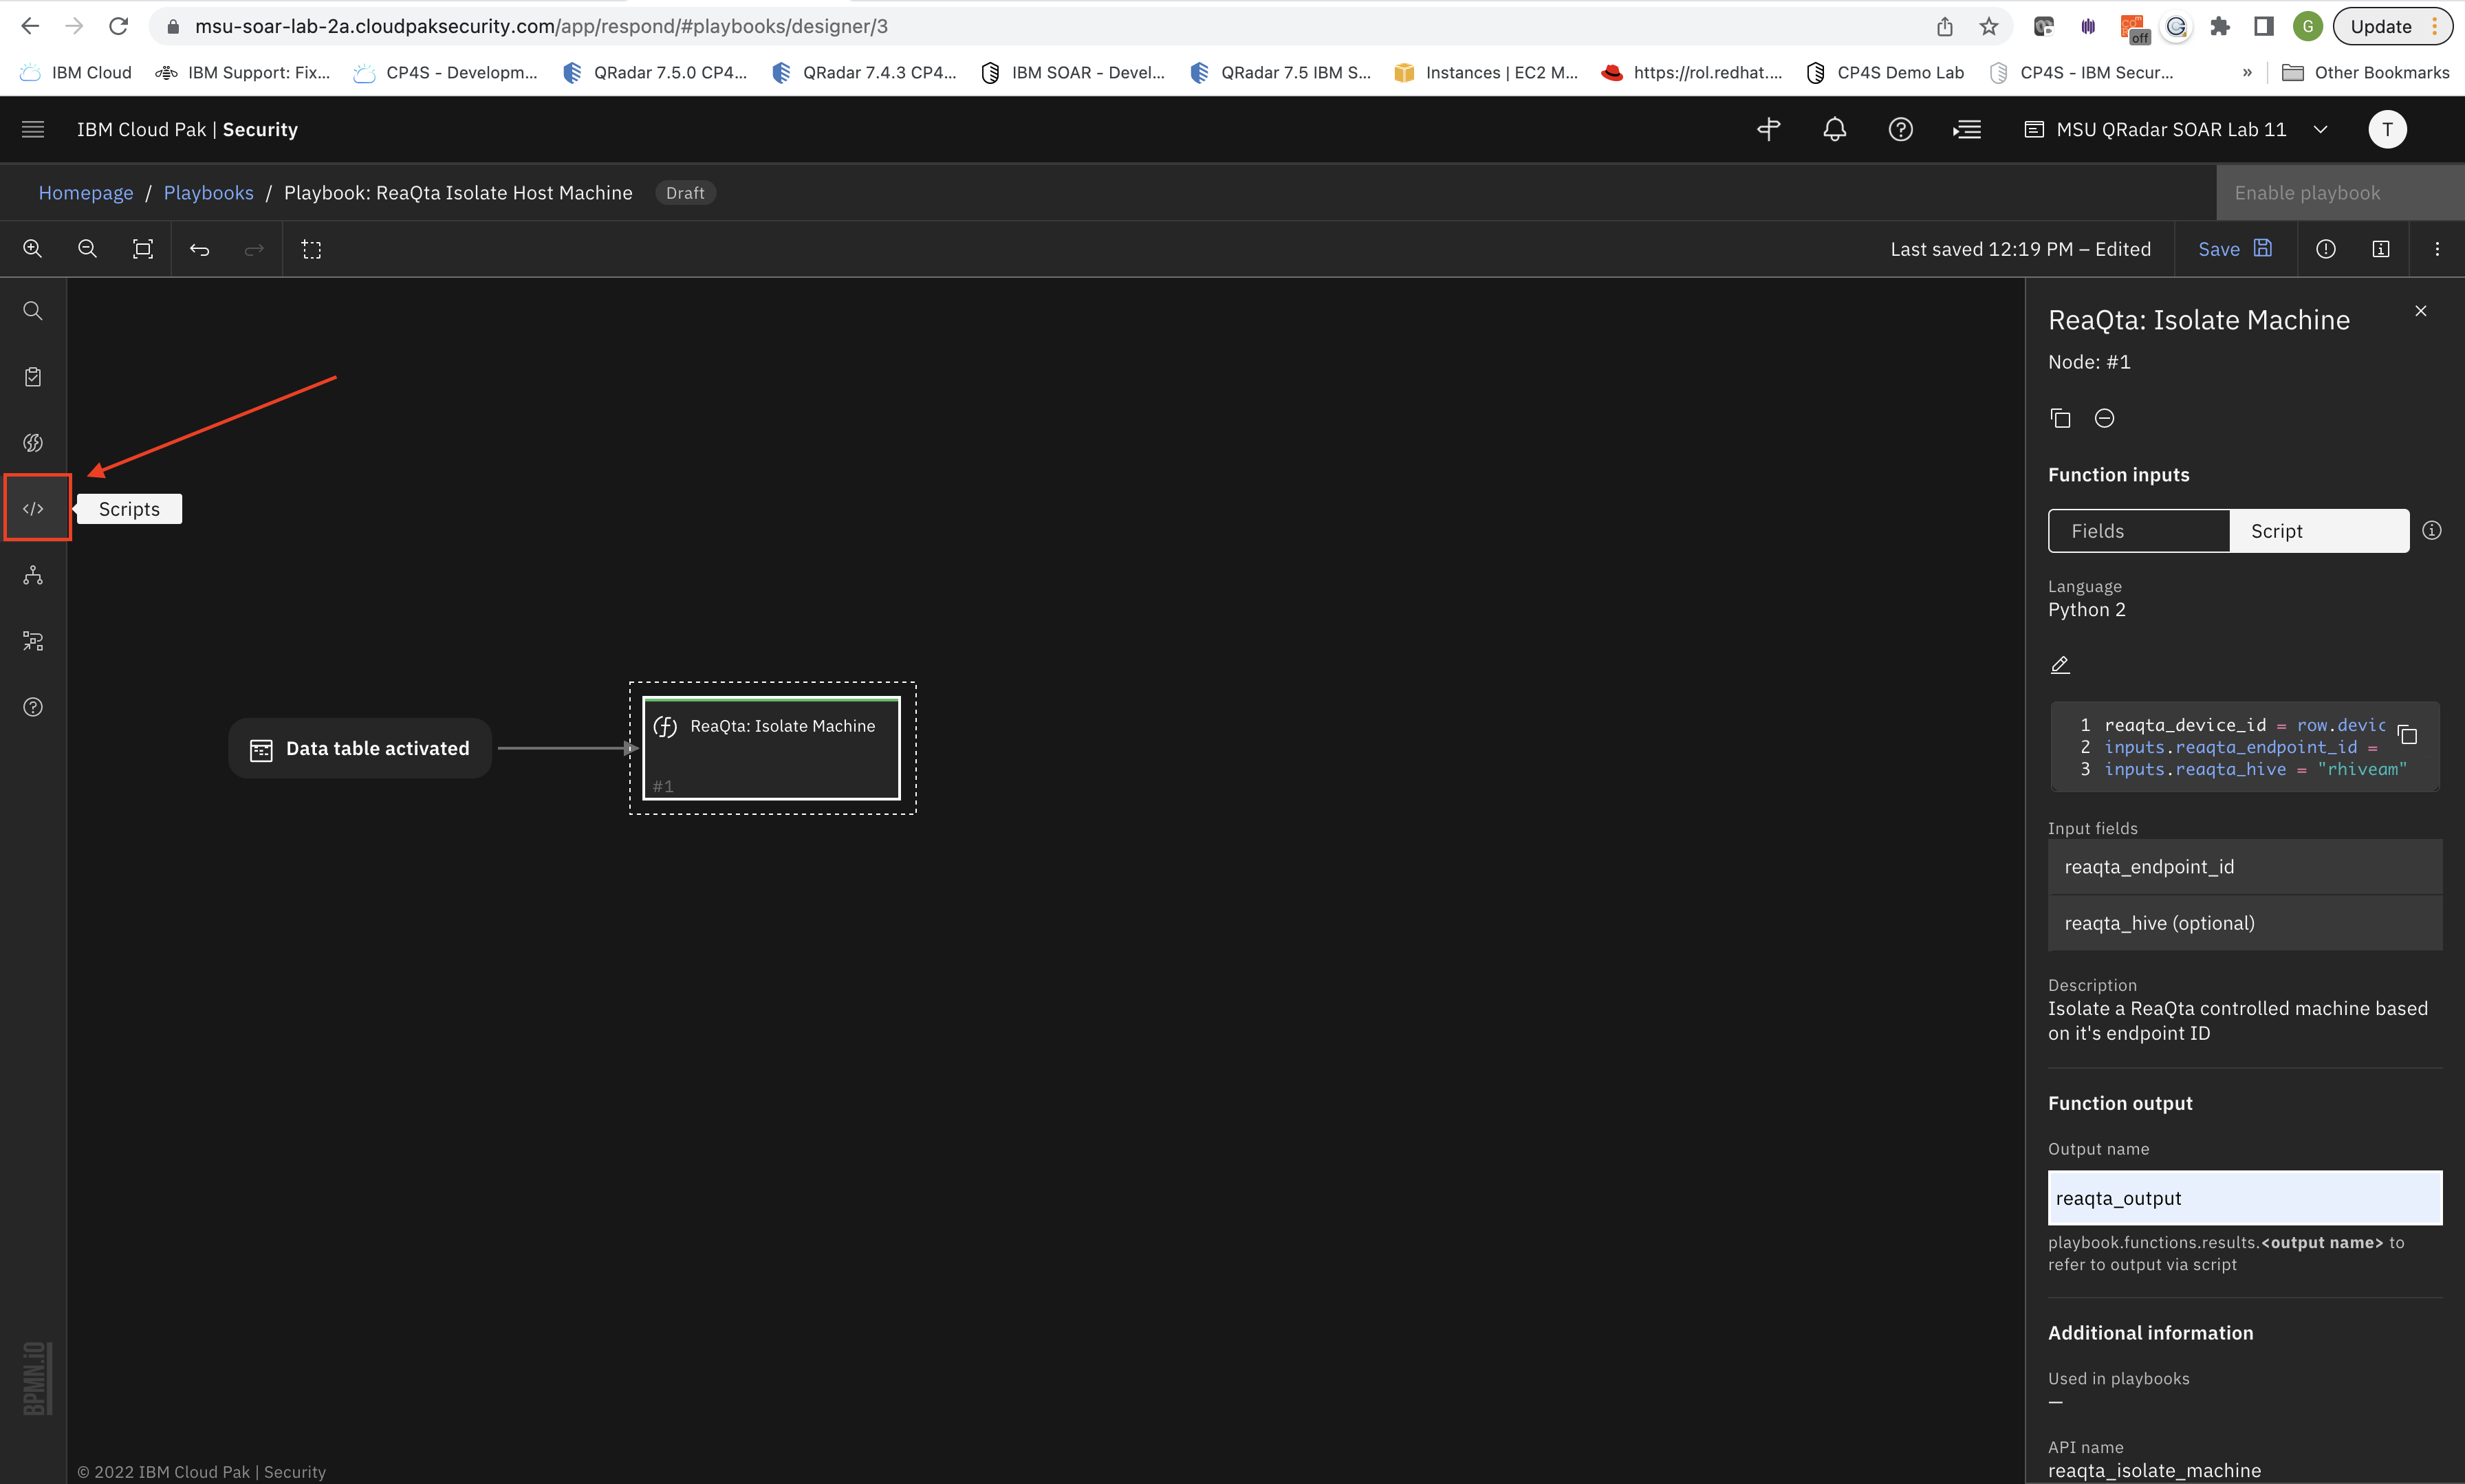 msu-soar-lab-2a.cloudpaksecurity.com/app/respond/#playbooks/designer/3
off
G
Update
IBM Cloud
IBM Support: Fix...
CP4S - Developm...
QRadar 7.5.0 CP4...
QRadar 7.4.3 CP4...
IBM SOAR - Devel...
QRadar 7.5 IBM S...
Instances | EC2 M...
https://rol.redhat....
CP4S Demo Lab
CP4S - IBM Secur...
»
Other Bookmarks
IBM Cloud Pak | Security
MSU QRadar SOAR Lab 11
T
Homepage / Playbooks / Playbook: ReaQta Isolate Host Machine
Draft
Enable playbook
Last saved 12:19 PM – Edited
Save
Scripts
Data table activated
ReaQta: Isolate Machine
#1
ReaQta: Isolate Machine
Node: #1
Function inputs
Fields
Script
Language
Python 2
1 reaqta_device_id = row.devic
2 inputs.reaqta_endpoint_id =
3 inputs.reaqta_hive = "rhiveam"
Input fields
reaqta_endpoint_id
reaqta_hive (optional)
Description
Isolate a ReaQta controlled machine based
on it's endpoint ID
Function output
Output name
reaqta_output
playbook.functions.results.<output name> to
refer to output via script
Additional information
Used in playbooks
—
API name
reaqta_isolate_machine
BPMN.iO
© 2022 IBM Cloud Pak | Security